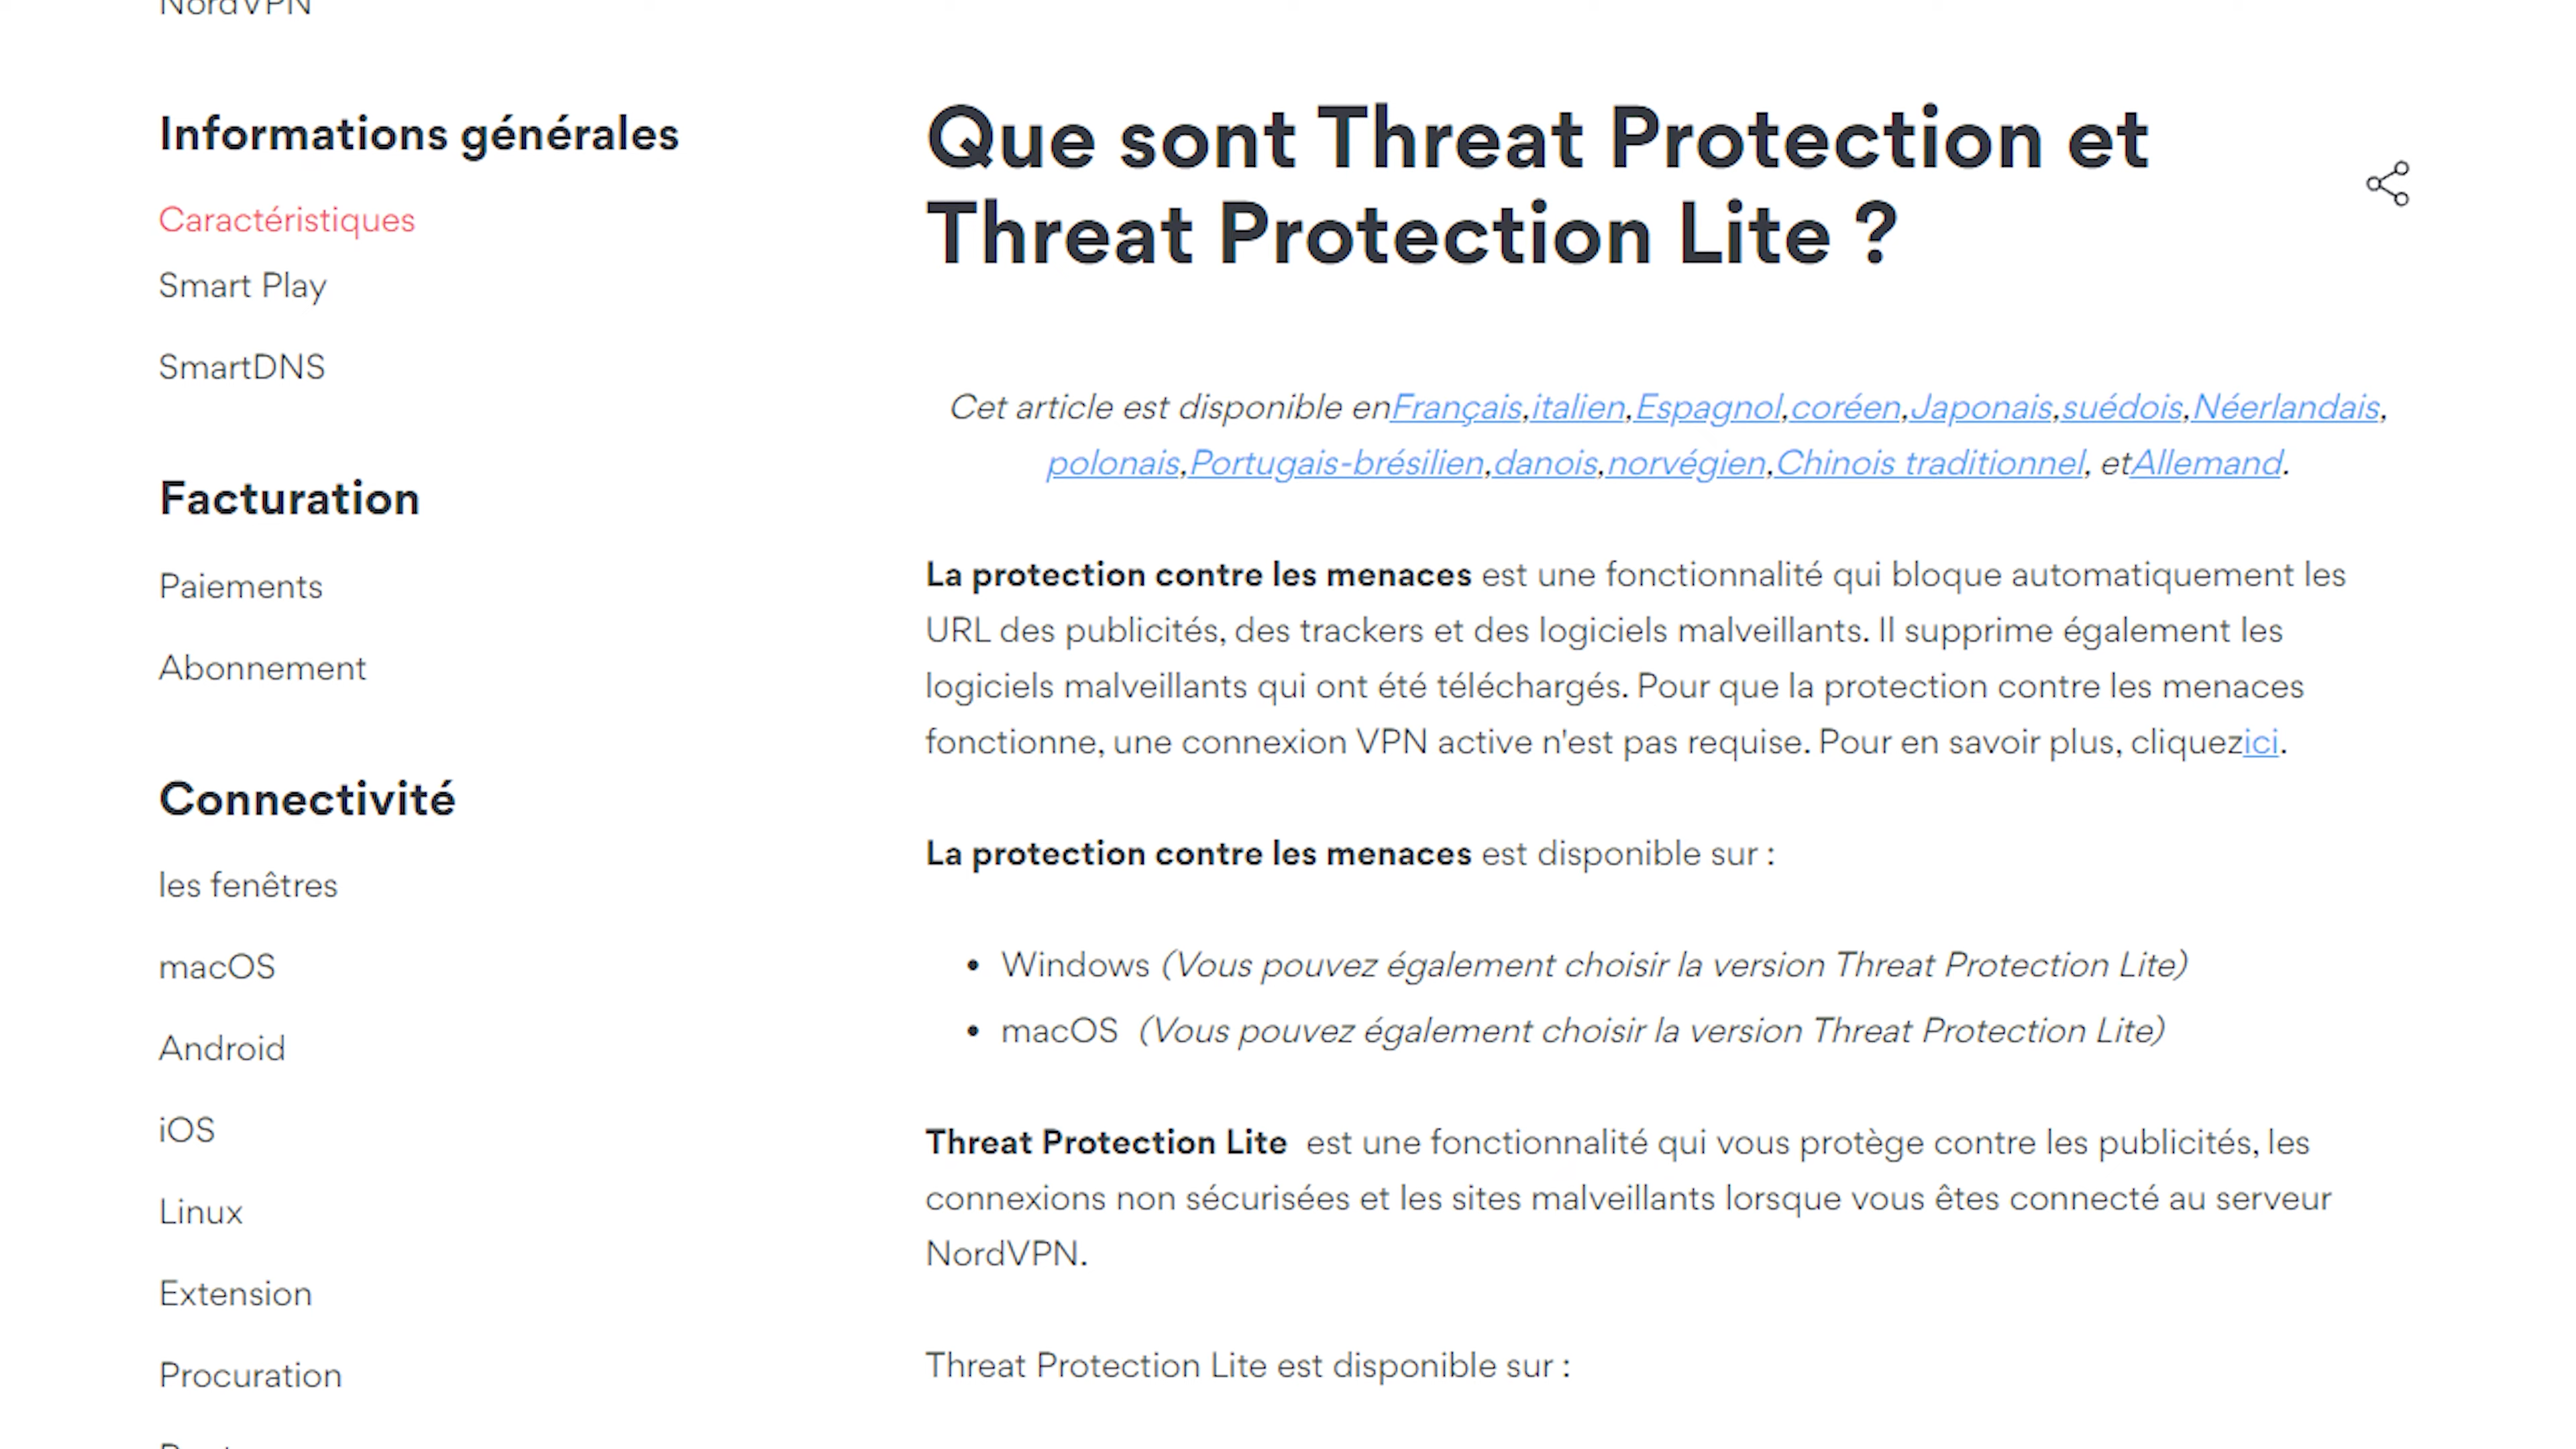 NordVPN
Informations générales
Caractéristiques
Smart Play
SmartDNS
Facturation
Paiements
Abonnement
Connectivité
les fenêtres
macOS
Android
iOS
Linux
Extension
Procuration
Que sont Threat Protection et
Threat Protection Lite ?
Cet article est disponible enFrançais,italien,Espagnol,coréen,Japonais,suédois,Néerlandais,
polonais,Portugais-brésilien,danois,norvégien,Chinois traditionnel, etAllemand.
La protection contre les menaces est une fonctionnalité qui bloque automatiquement les
URL des publicités, des trackers et des logiciels malveillants. Il supprime également les
logiciels malveillants qui ont été téléchargés. Pour que la protection contre les menaces
fonctionne, une connexion VPN active n'est pas requise. Pour en savoir plus, cliquezici.
La protection contre les menaces est disponible sur :
• Windows (Vous pouvez également choisir la version Threat Protection Lite)
• macOS (Vous pouvez également choisir la version Threat Protection Lite)
Threat Protection Lite est une fonctionnalité qui vous protège contre les publicités, les
connexions non sécurisées et les sites malveillants lorsque vous êtes connecté au serveur
NordVPN.
Threat Protection Lite est disponible sur :